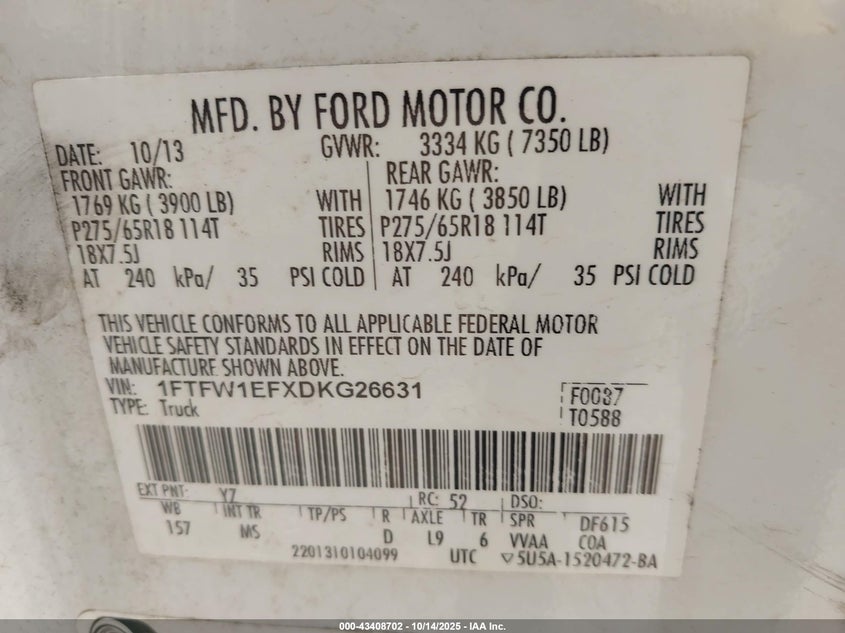 MFD. BY FORD MOTOR CO.
DATE: 10/13 GVWR: 3334 KG ( 7350 LB)
FRONT GAWR: REAR GAWR:
1769 KG ( 3900 LB) WITH 1746 KG ( 3850 LB) WITH
P275/65R18 114T TIRES P275/65R18 114T TIRES
18X7.5J RIMS 18X7.5J RIMS
AT 240 kPa/ 35 PSI COLD AT 240 kPa/ 35 PSI COLD
THIS VEHICLE CONFORMS TO ALL APPLICABLE FEDERAL MOTOR
VEHICLE SAFETY STANDARDS IN EFFECT ON THE DATE OF
MANUFACTURE SHOWN ABOVE.
VIN: 1FTFW1EFXDKG26631 F0037
TYPE: Truck T0588
EXT PNT: YZ RC: 52 DSO:
WB INT TR TP/PS R AXLE TR SPR DF615
157 MS D L9 6 VVAA COA
2201310104099 UTC ▽5U5A-1520472-BA
000-43408702 - 10/14/2025 - IAA Inc.